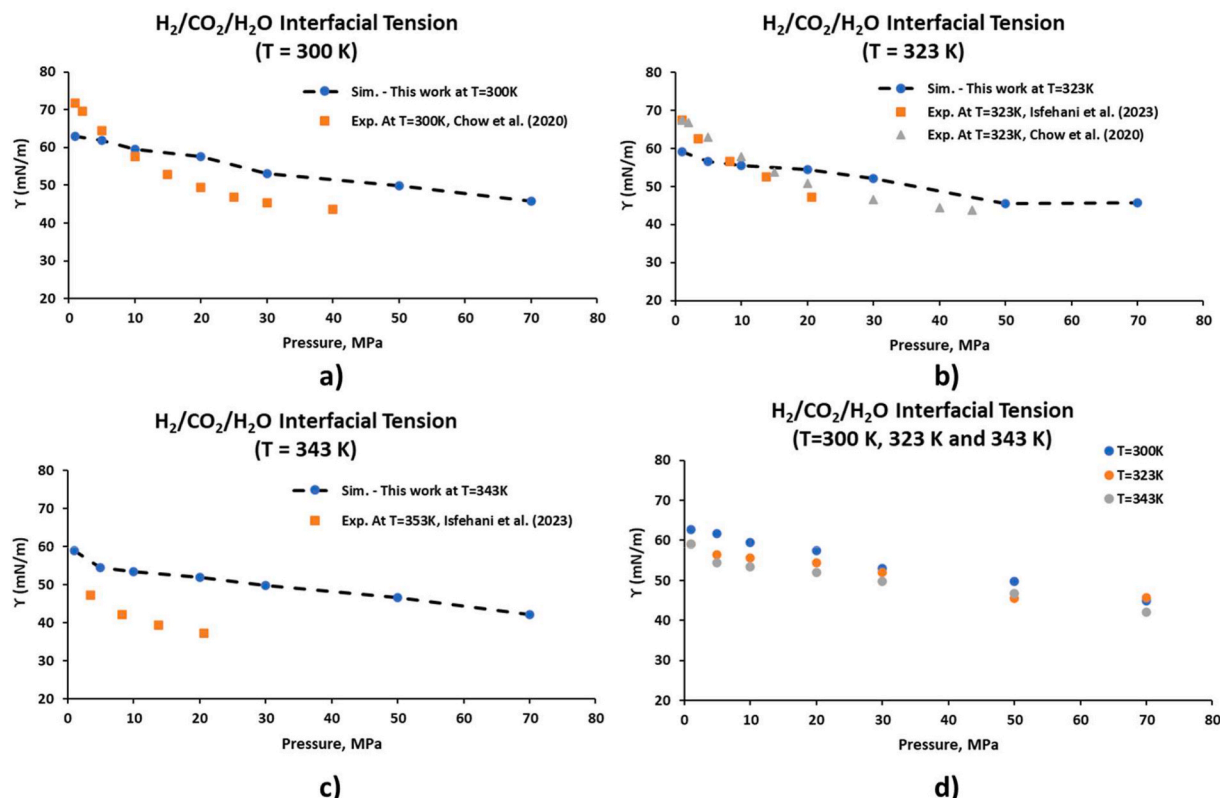 H₂/CO₂/H₂O Interfacial Tension
(T = 300 K)
Sim. - This work at T=300K
Exp. At T=300K, Chow et al. (2020)
ϒ (mN/m)
80
70
60
50
40
30
20
0 10 20 30 40 50 60 70 80
Pressure, MPa
a)
H₂/CO₂/H₂O Interfacial Tension
(T = 323 K)
Sim. - This work at T=323K
Exp. At T=323K, Isfehani et al. (2023)
Exp. At T=323K, Chow et al. (2020)
ϒ (mN/m)
80
70
60
50
40
30
20
0 10 20 30 40 50 60 70 80
Pressure, MPa
b)
H₂/CO₂/H₂O Interfacial Tension
(T = 343 K)
Sim. - This work at T=343K
Exp. At T=353K, Isfehani et al. (2023)
ϒ (mN/m)
80
70
60
50
40
30
20
0 10 20 30 40 50 60 70 80
Pressure, MPa
c)
H₂/CO₂/H₂O Interfacial Tension
(T=300 K, 323 K and 343 K)
T=300K
T=323K
T=343K
ϒ (mN/m)
80
70
60
50
40
30
20
0 10 20 30 40 50 60 70 80
Pressure, MPa
d)